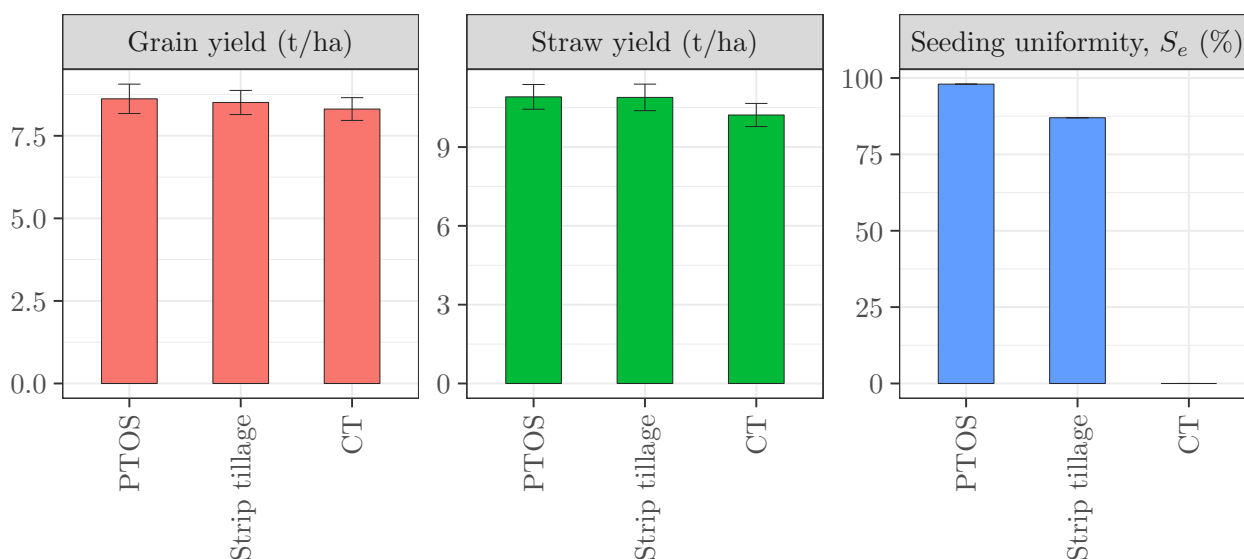 Grain yield (t/ha)
Straw yield (t/ha)
Seeding uniformity, Sₑ (%)
7.5
5.0
2.5
0.0
9
6
3
0
100
75
50
25
0
PTOS
Strip tillage
CT
PTOS
Strip tillage
CT
PTOS
Strip tillage
CT